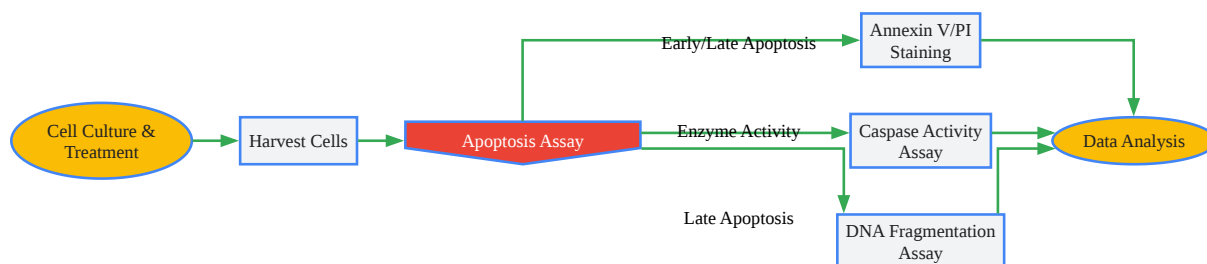 Cell Culture &
Treatment
Harvest Cells
Apoptosis Assay
Early/Late Apoptosis
Annexin V/PI
Staining
Enzyme Activity
Caspase Activity
Assay
Late Apoptosis
DNA Fragmentation
Assay
Data Analysis